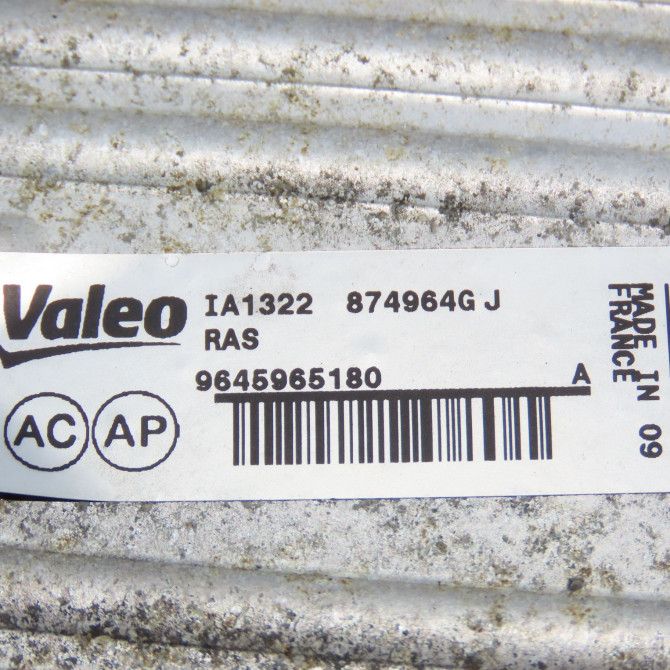 Valeo
IA1322 874964G J
RAS
9645965180 A
AC AP
MADE IN 09
FRANCE